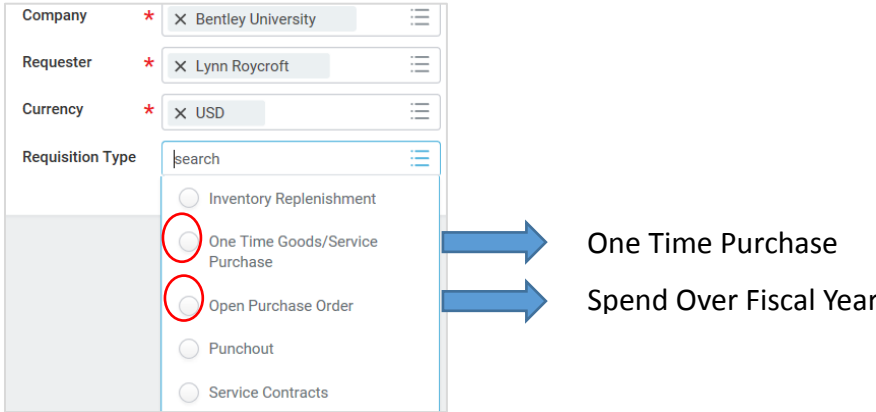 Company * × Bentley University
Requester * × Lynn Roycroft
Currency * × USD
Requisition Type search
Inventory Replenishment
One Time Goods/Service
Purchase
One Time Purchase
Open Purchase Order
Spend Over Fiscal Year
Punchout
Service Contracts